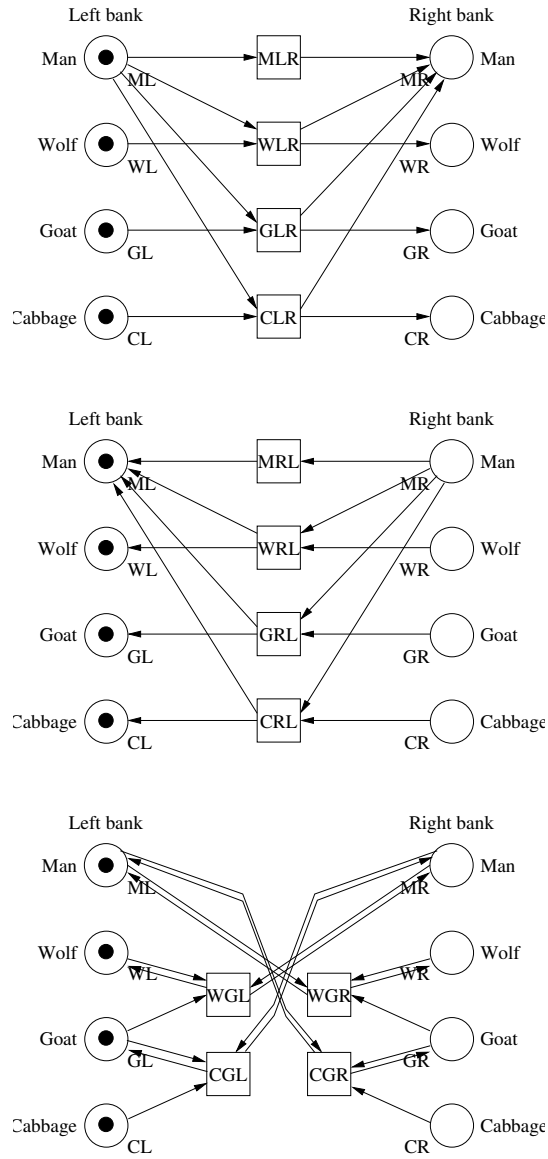 Left bank Right bank
Man ML MLR MR Man
Wolf WL WLR WR Wolf
Goat GL GLR GR Goat
Cabbage CL CLR CR Cabbage
Left bank Right bank
Man ML MRL MR Man
Wolf WL WRL WR Wolf
Goat GL GRL GR Goat
Cabbage CL CRL CR Cabbage
Left bank Right bank
Man ML MR Man
Wolf WL WR Wolf
WGL WGR
Goat GL GR Goat
CGL CGR
Cabbage CL CR Cabbage